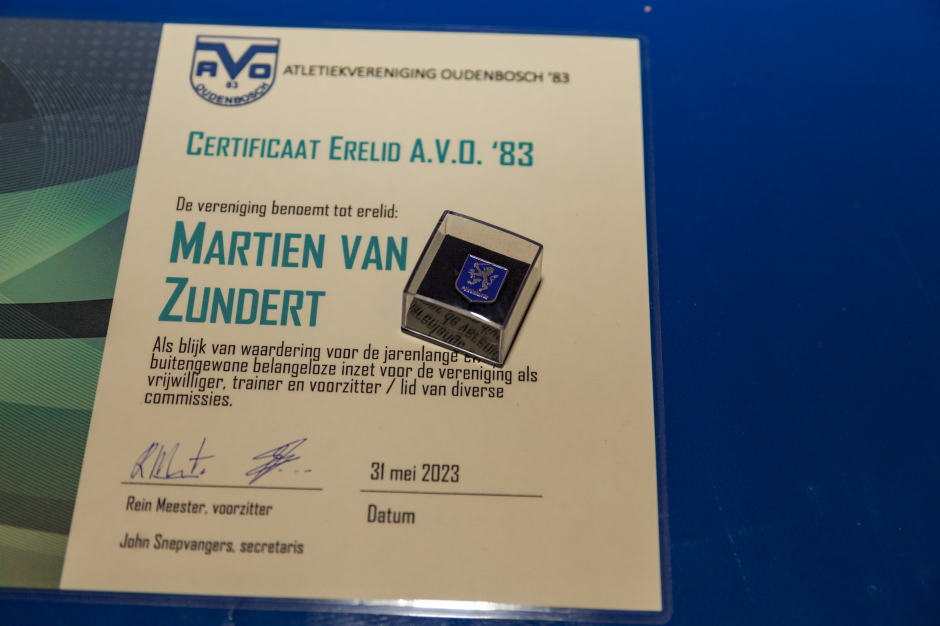 AVO
83
OUDENBOSCH
ATLETIEKVERENIGING OUDENBOSCH '83
CERTIFICAAT ERELID A.V.O. '83
De vereniging benoemt tot erelid:
MARTIEN VAN
ZUNDERT
Als blijk van waardering voor de jarenlange
buitengewone belangeloze inzet voor de vereniging als
vrijwilliger, trainer en voorzitter / lid van diverse
commissies.
31 mei 2023
Rein Meester, voorzitter
Datum
John Snepvangers, secretaris